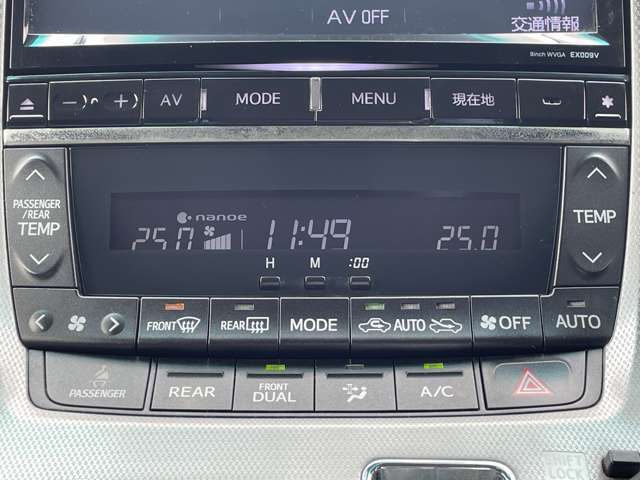 AV OFF
交通情報
8inch WVGA EX009V
− + AV MODE MENU 現在地
PASSENGER
/REAR
TEMP
TEMP
nanoe
25.0 11:49 25.0
H M :00
FRONT REAR MODE AUTO OFF AUTO
PASSENGER REAR FRONT DUAL A/C
LOCK